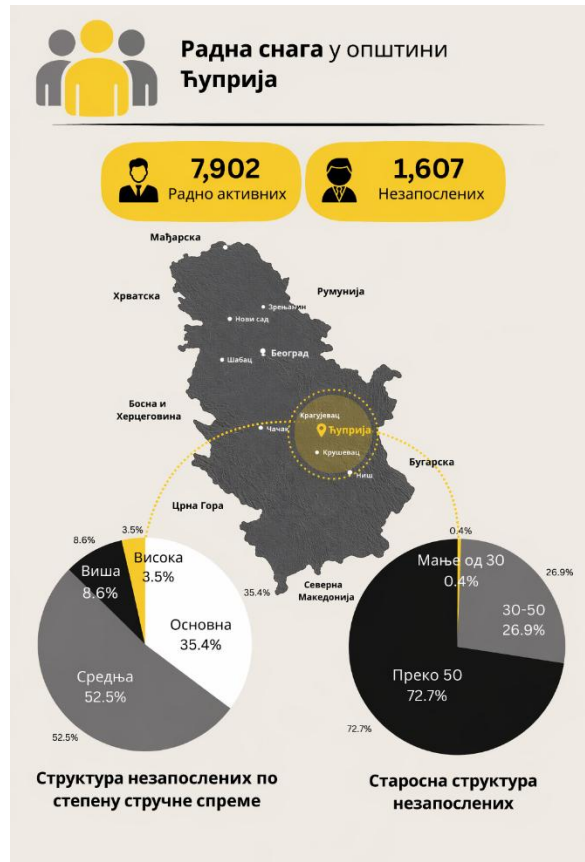 Радна снага у општини
Ћуприја
7,902
Радно активних
1,607
Незапослених
Мађарска
Хрватска
Румунија
Зрењанин
Нови сад
Београд
Шабац
Босна и
Херцеговина
Крагујевац
Чачак
Ћуприја
Крушевац
Бугарска
Ниш
Црна Гора
Северна
Македонија
3.5%
8.6%
Висока
3.5%
Виша
8.6%
35.4%
Основна
35.4%
Средња
52.5%
52.5%
0.4%
Мање од 30
0.4%
26.9%
30-50
26.9%
Преко 50
72.7%
72.7%
Структура незапослених по
степену стручне спреме
Старосна структура
незапослених